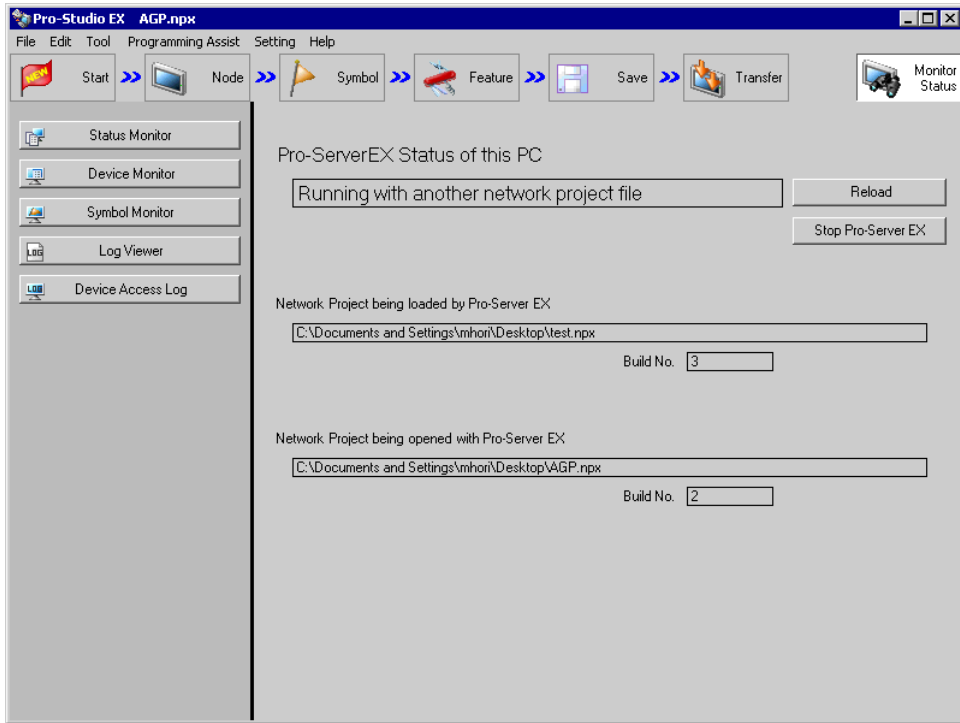 Pro-Studio EX AGP.npx
File Edit Tool Programming Assist Setting Help
NEW Start Node Symbol Feature Save Transfer Monitor Status
Status Monitor
Device Monitor
Symbol Monitor
LOG Log Viewer
LOG Device Access Log
Pro-ServerEX Status of this PC
Running with another network project file
Reload
Stop Pro-Server EX
Network Project being loaded by Pro-Server EX
C:\Documents and Settings\mhori\Desktop\test.npx
Build No. 3
Network Project being opened with Pro-Server EX
C:\Documents and Settings\mhori\Desktop\AGP.npx
Build No. 2